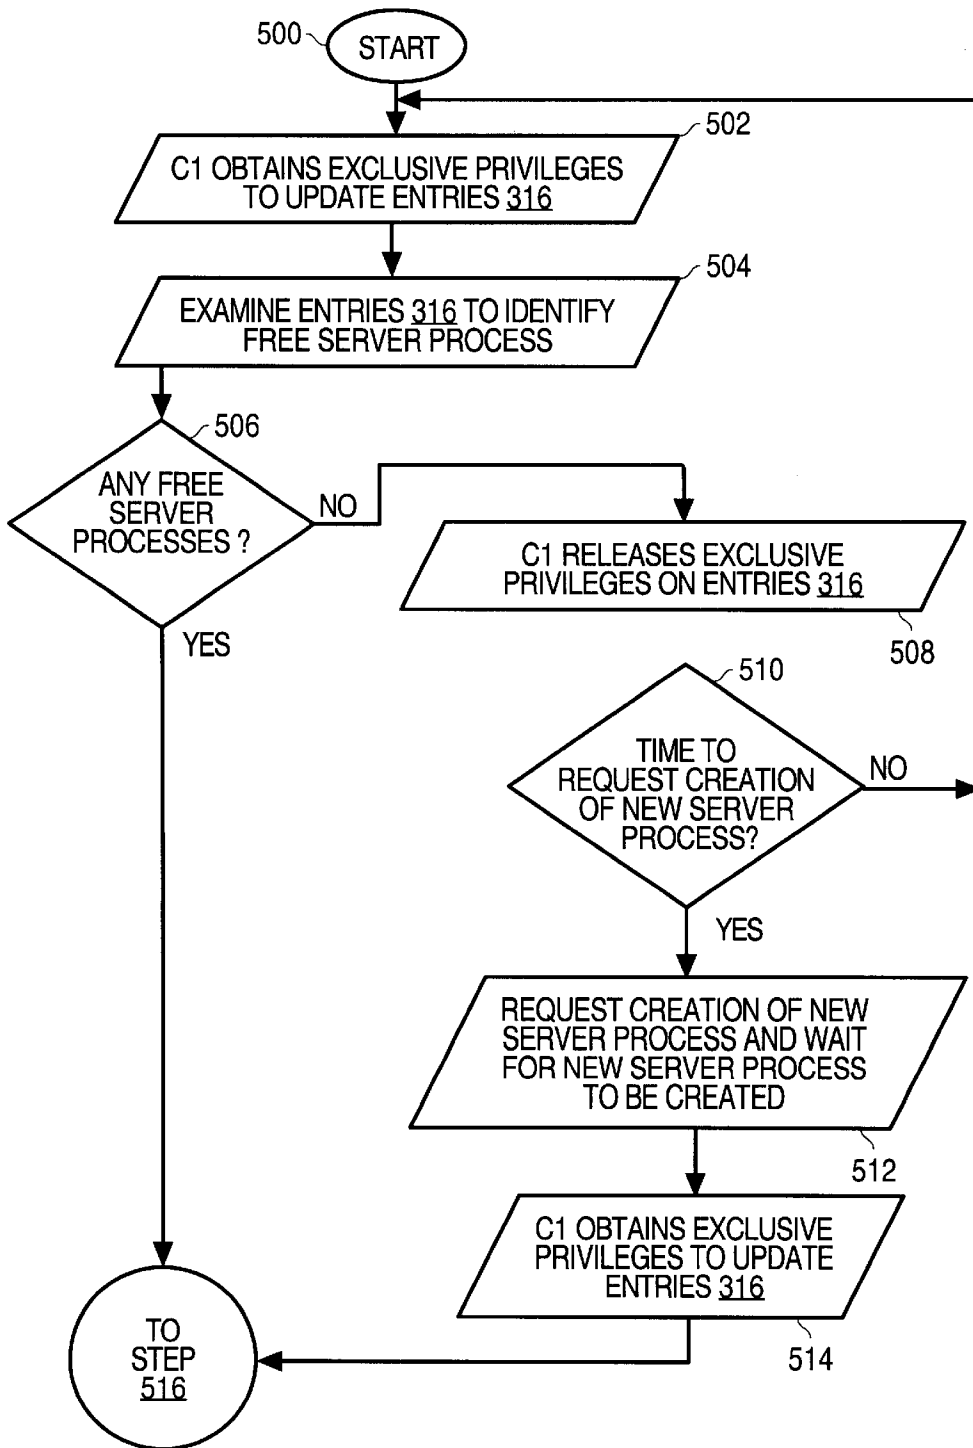 500
START
502
C1 OBTAINS EXCLUSIVE PRIVILEGES
TO UPDATE ENTRIES 316
504
EXAMINE ENTRIES 316 TO IDENTIFY
FREE SERVER PROCESS
506
ANY FREE
SERVER
PROCESSES ?
NO
YES
C1 RELEASES EXCLUSIVE
PRIVILEGES ON ENTRIES 316
508
510
TIME TO
REQUEST CREATION
OF NEW SERVER
PROCESS?
NO
YES
REQUEST CREATION OF NEW
SERVER PROCESS AND WAIT
FOR NEW SERVER PROCESS
TO BE CREATED
512
C1 OBTAINS EXCLUSIVE
PRIVILEGES TO UPDATE
ENTRIES 316
514
TO
STEP
516